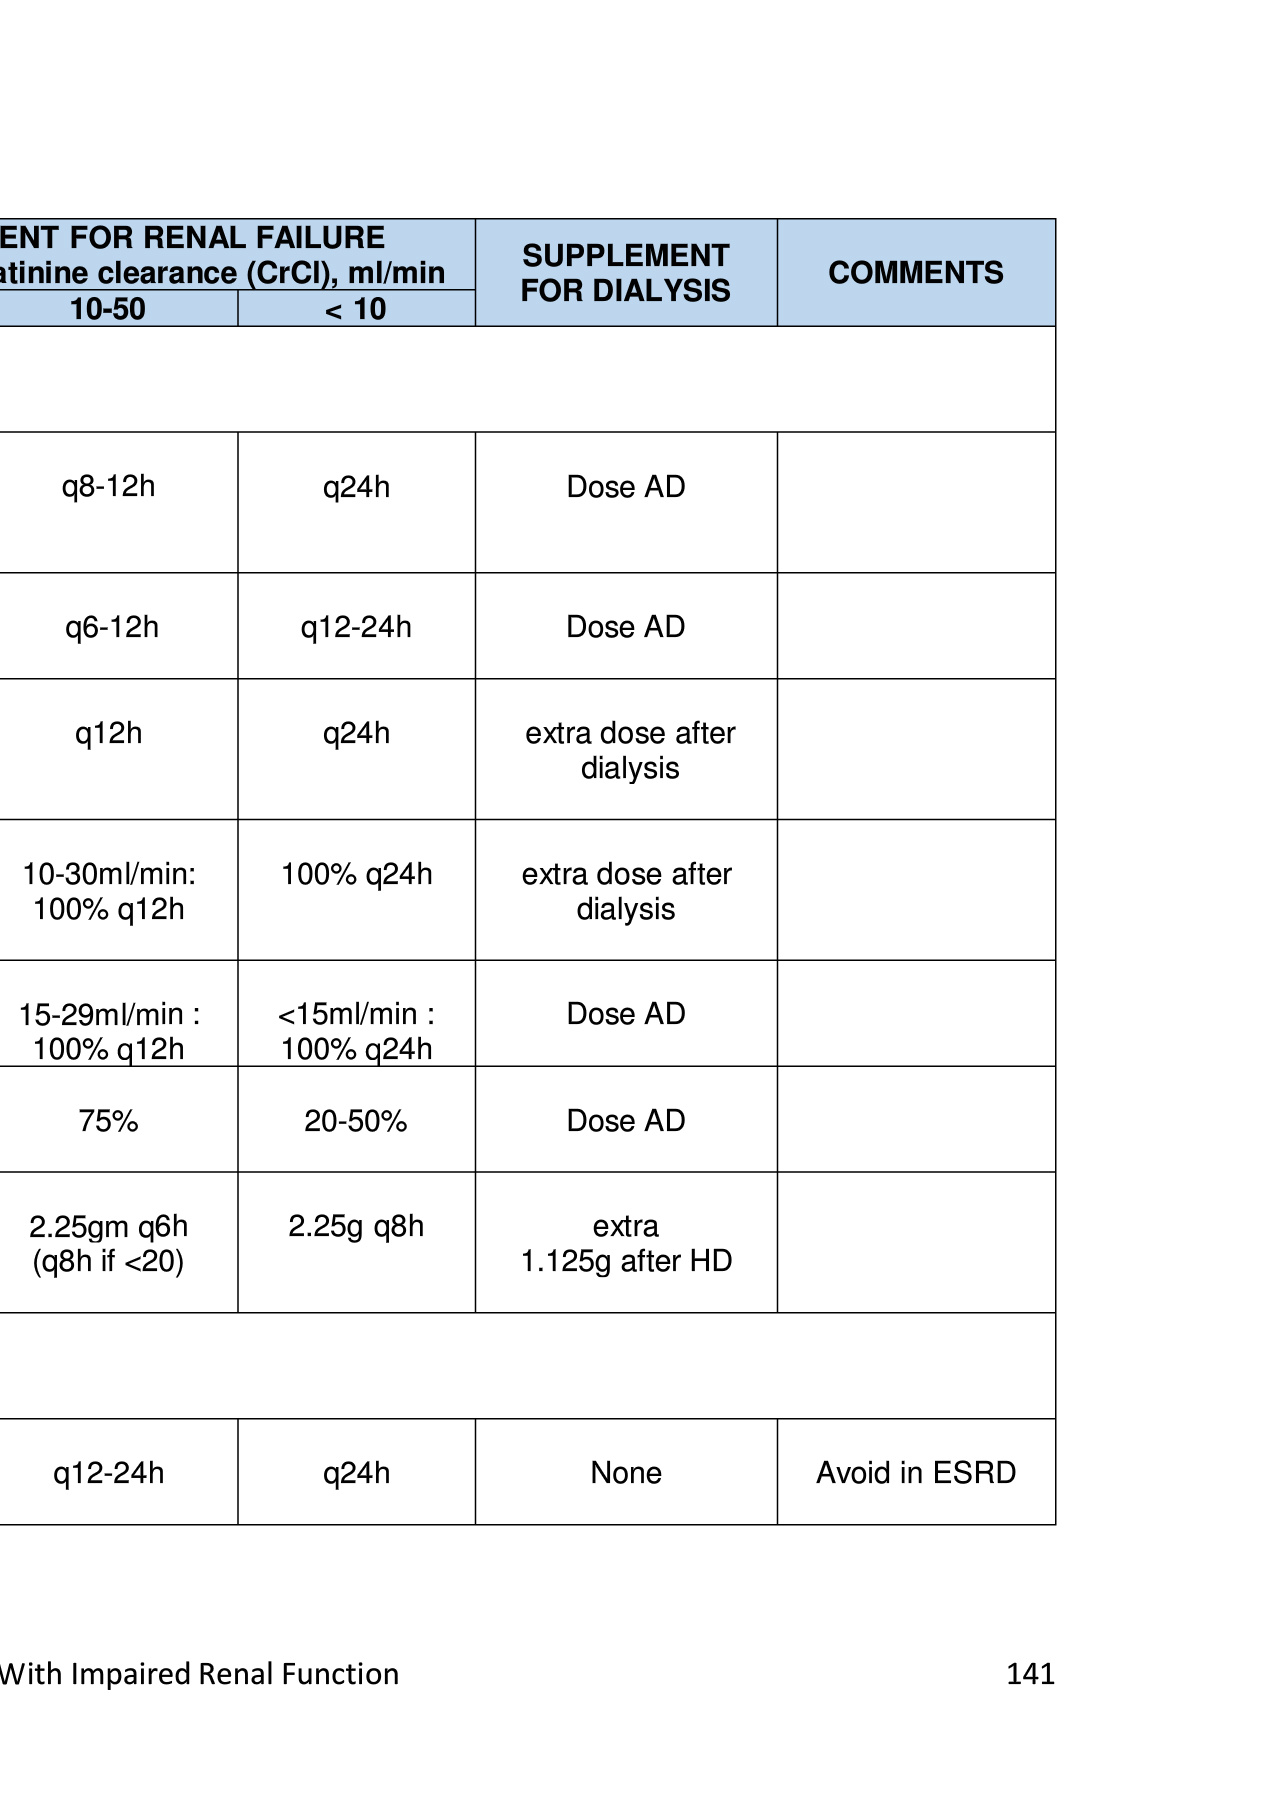 ENT FOR RENAL FAILURE
atinine clearance (CrCl), ml/min
SUPPLEMENT
FOR DIALYSIS
COMMENTS
10-50
< 10
q8-12h
q24h
Dose AD
q6-12h
q12-24h
Dose AD
q12h
q24h
extra dose after
dialysis
10-30ml/min:
100% q12h
100% q24h
extra dose after
dialysis
15-29ml/min :
100% q12h
<15ml/min :
100% q24h
Dose AD
75%
20-50%
Dose AD
2.25gm q6h
(q8h if <20)
2.25g q8h
extra
1.125g after HD
q12-24h
q24h
None
Avoid in ESRD
With Impaired Renal Function
141